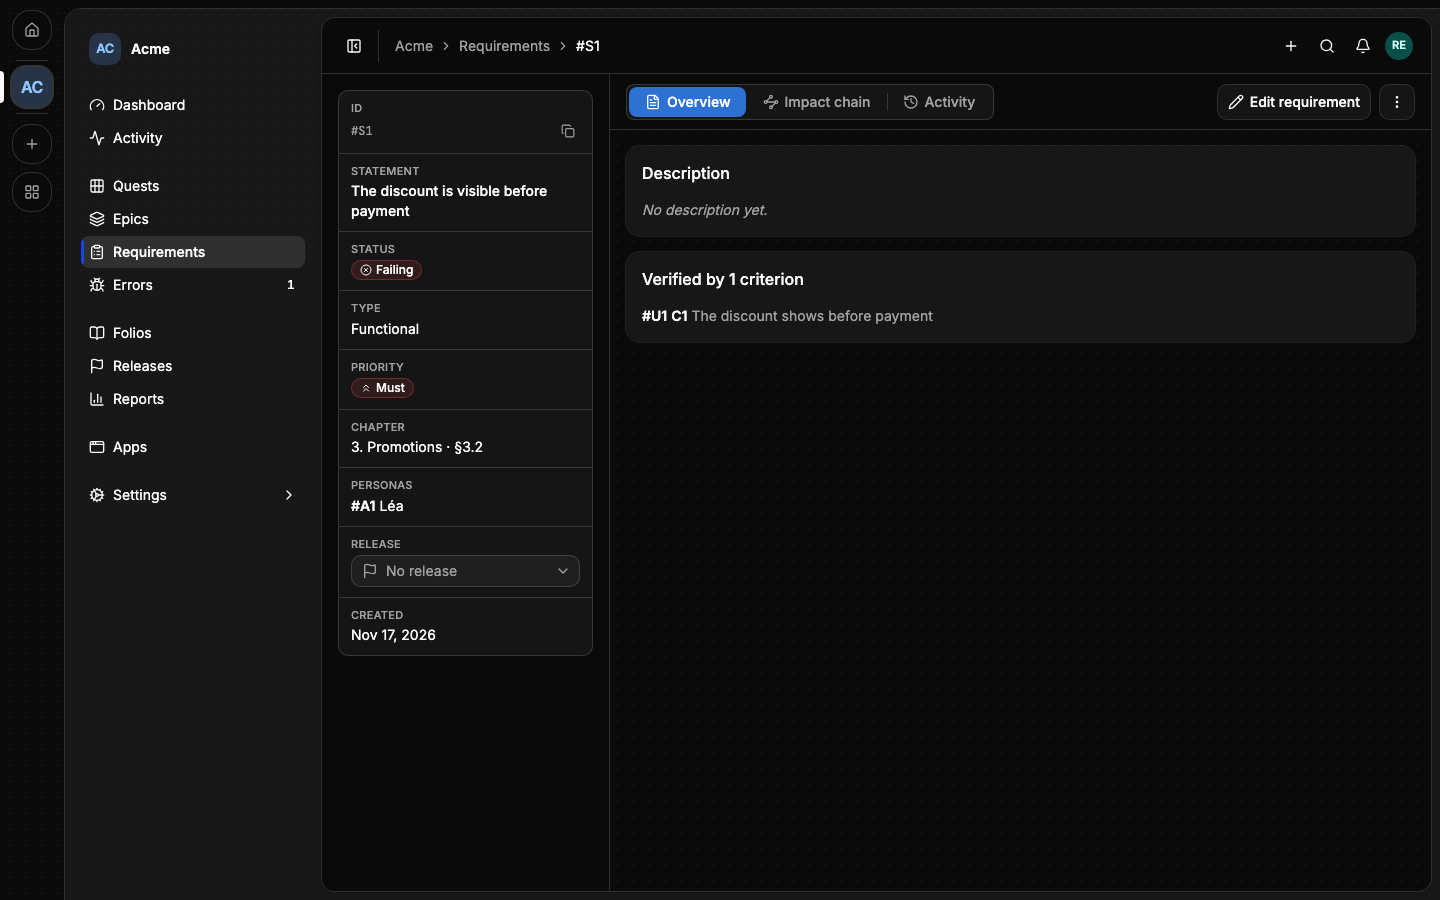 AC
AC
Acme
Dashboard
Activity
Quests
Epics
Requirements
Errors
1
Folios
Releases
Reports
Apps
Settings
Acme
Requirements
#S1
RE
ID
#S1
STATEMENT
The discount is visible before
payment
STATUS
Failing
TYPE
Functional
PRIORITY
Must
CHAPTER
3. Promotions · §3.2
PERSONAS
#A1 Léa
RELEASE
No release
CREATED
Nov 17, 2026
Overview
Impact chain
Activity
Edit requirement
Description
No description yet.
Verified by 1 criterion
#U1 C1 The discount shows before payment